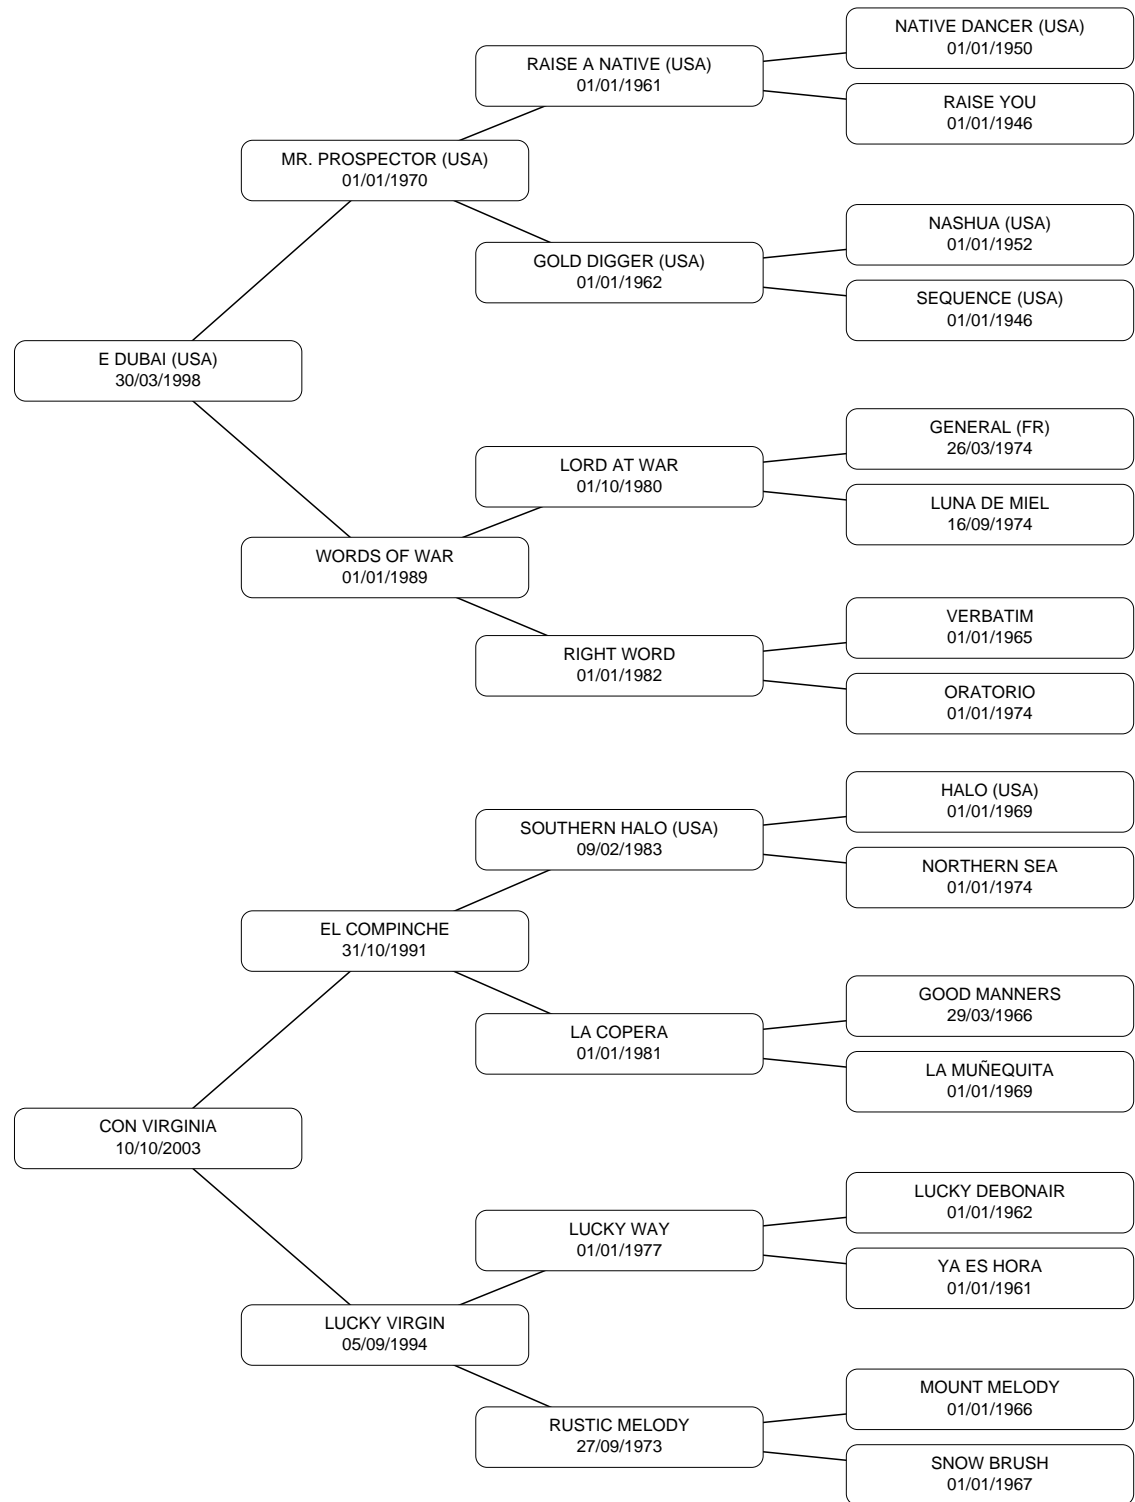 NATIVE DANCER (USA)
01/01/1950
RAISE A NATIVE (USA)
01/01/1961
RAISE YOU
01/01/1946
MR. PROSPECTOR (USA)
01/01/1970
NASHUA (USA)
01/01/1952
GOLD DIGGER (USA)
01/01/1962
SEQUENCE (USA)
01/01/1946
E DUBAI (USA)
30/03/1998
GENERAL (FR)
26/03/1974
LORD AT WAR
01/10/1980
LUNA DE MIEL
16/09/1974
WORDS OF WAR
01/01/1989
VERBATIM
01/01/1965
RIGHT WORD
01/01/1982
ORATORIO
01/01/1974
HALO (USA)
01/01/1969
SOUTHERN HALO (USA)
09/02/1983
NORTHERN SEA
01/01/1974
EL COMPINCHE
31/10/1991
GOOD MANNERS
29/03/1966
LA COPERA
01/01/1981
LA MUÑEQUITA
01/01/1969
CON VIRGINIA
10/10/2003
LUCKY DEBONAIR
01/01/1962
LUCKY WAY
01/01/1977
YA ES HORA
01/01/1961
LUCKY VIRGIN
05/09/1994
MOUNT MELODY
01/01/1966
RUSTIC MELODY
27/09/1973
SNOW BRUSH
01/01/1967